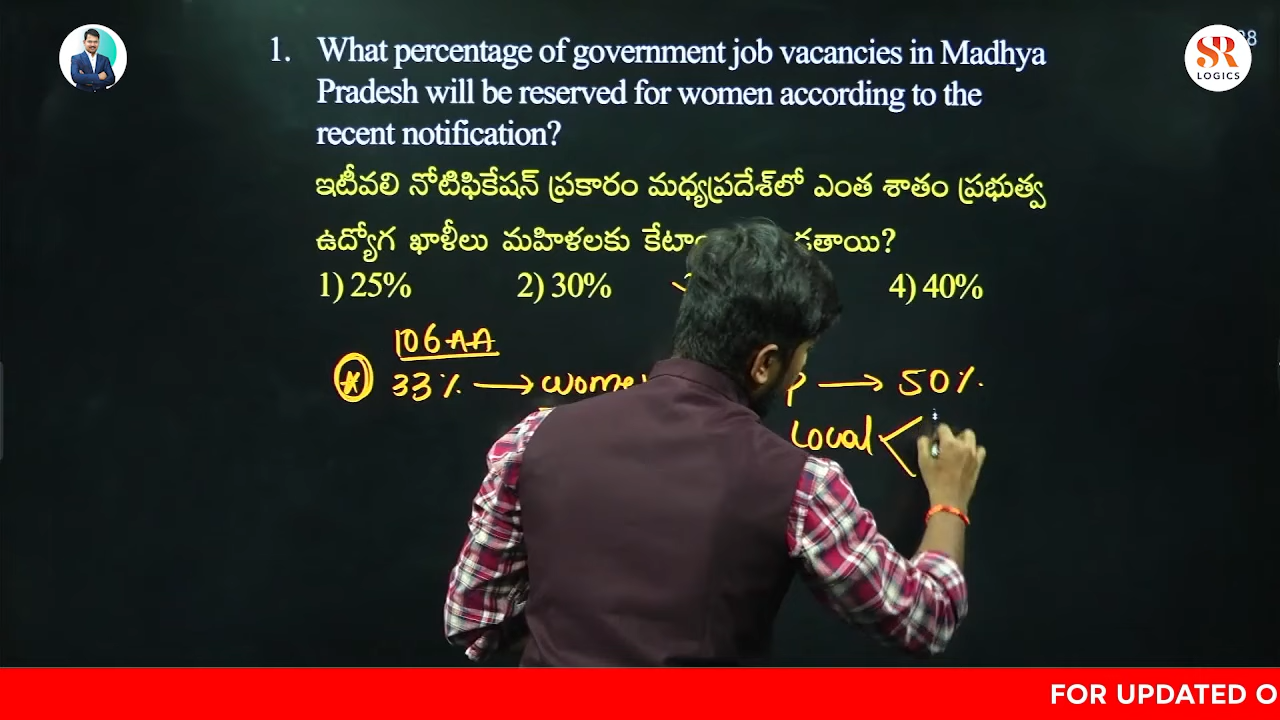 SR
LOGICS
1. What percentage of government job vacancies in Madhya
Pradesh will be reserved for women according to the
recent notification?
ఇటీవలి నోటిఫికేషన్ ప్రకారం మధ్యప్రదేశ్‌లో ఎంత శాతం ప్రభుత్వ
ఉద్యోగ ఖాళీలు మహిళలకు
1) 25% 2) 30% 4) 40%
106 AA
33% → → 50%
Local
FOR UPDATED